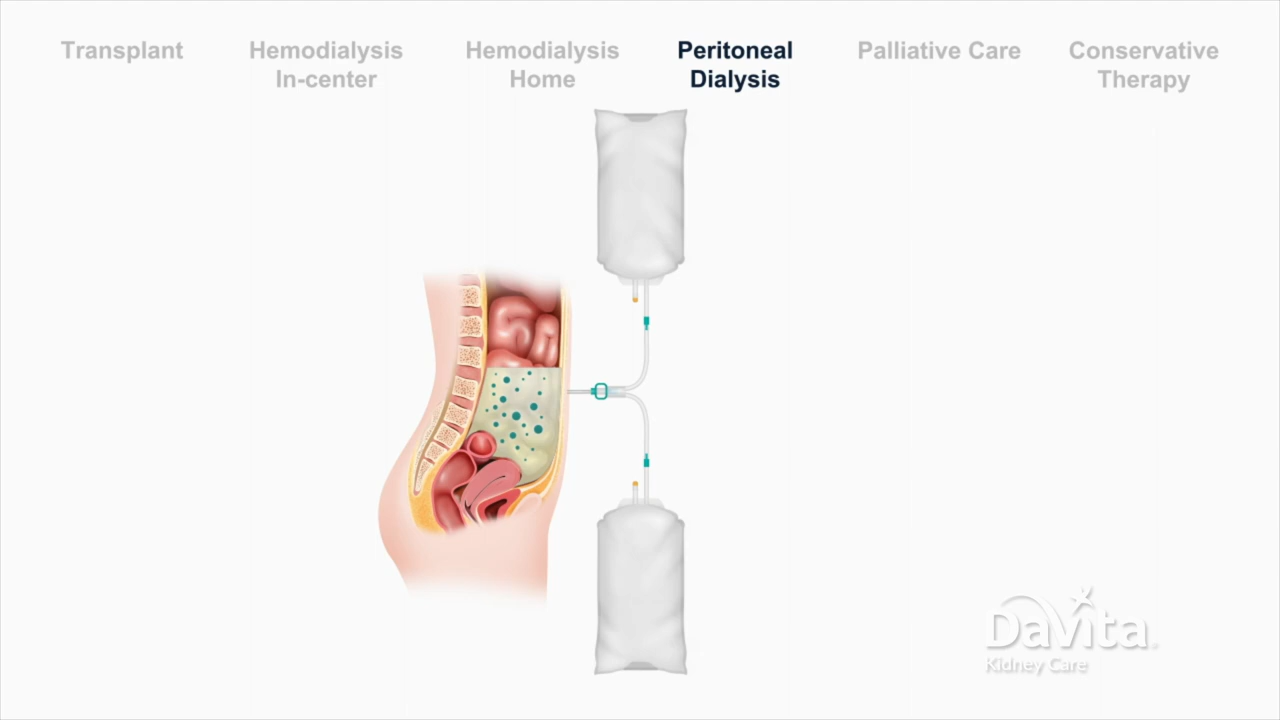 Transplant
Hemodialysis
In-center
Hemodialysis
Home
Peritoneal
Dialysis
Palliative Care
Conservative
Therapy
DaVita
Kidney Care